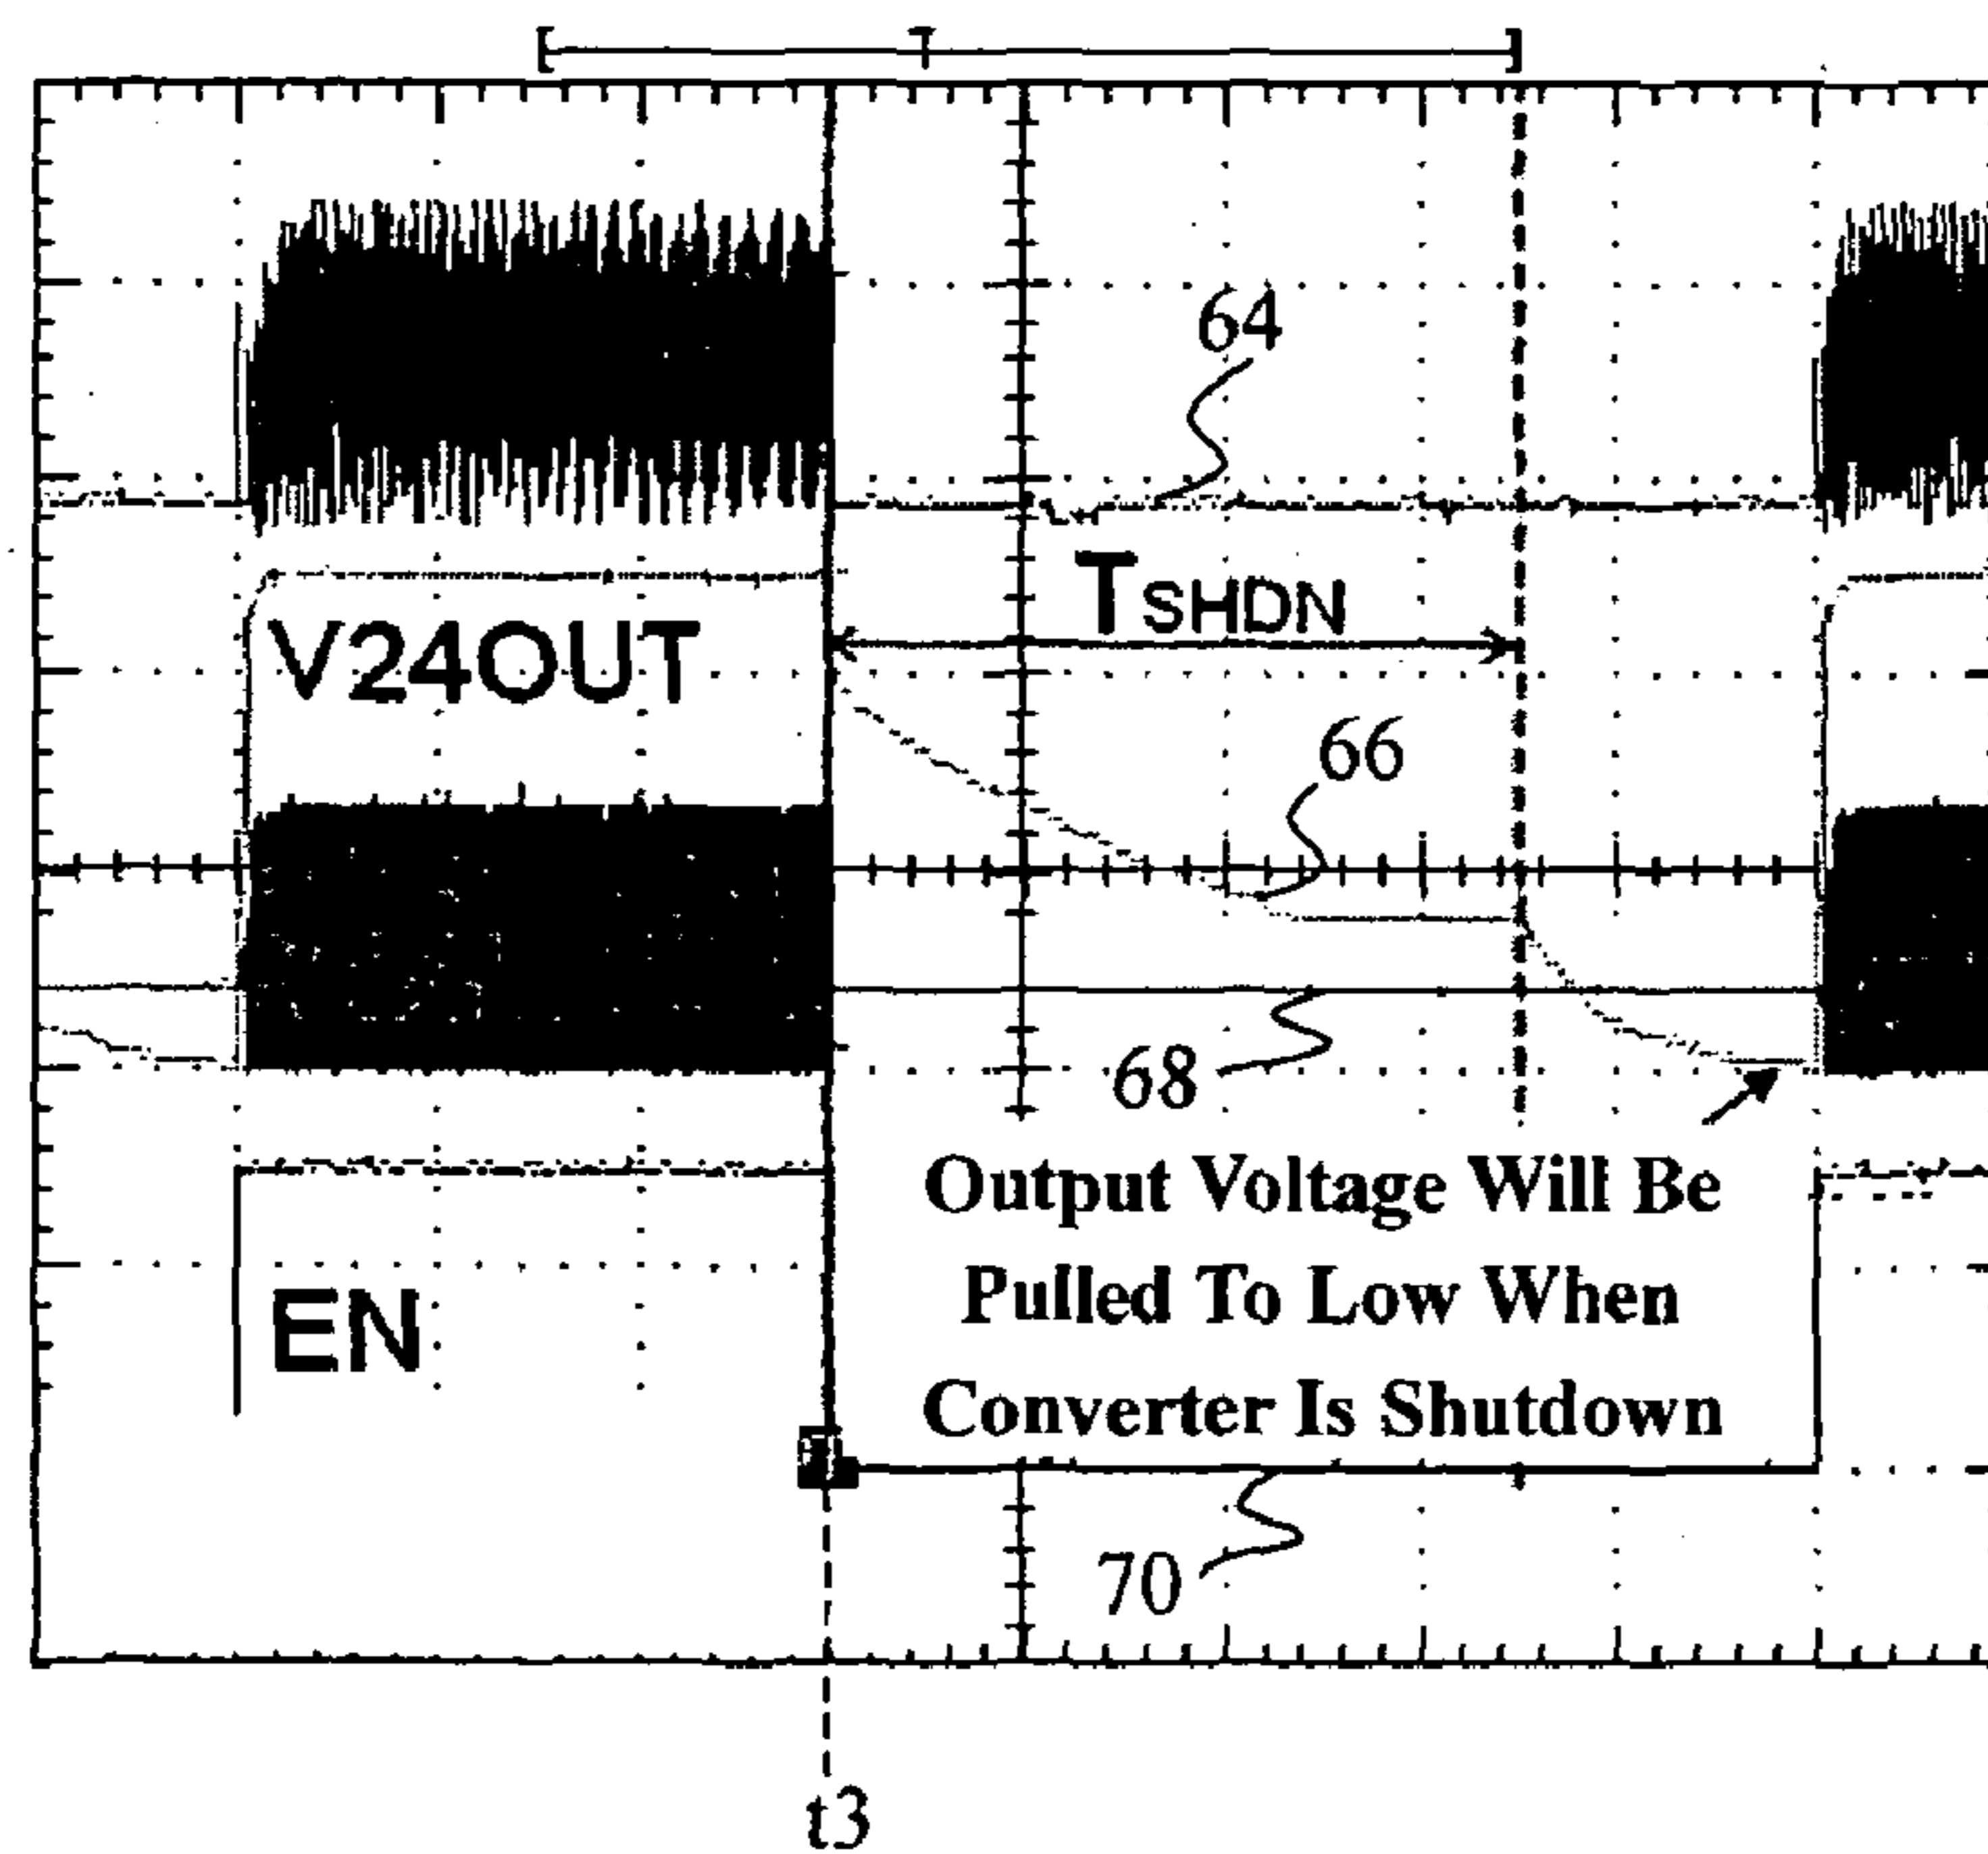 64
TSHDN
V24OUT
66
68
Output Voltage Will Be
Pulled To Low When
Converter Is Shutdown
EN
70
t3